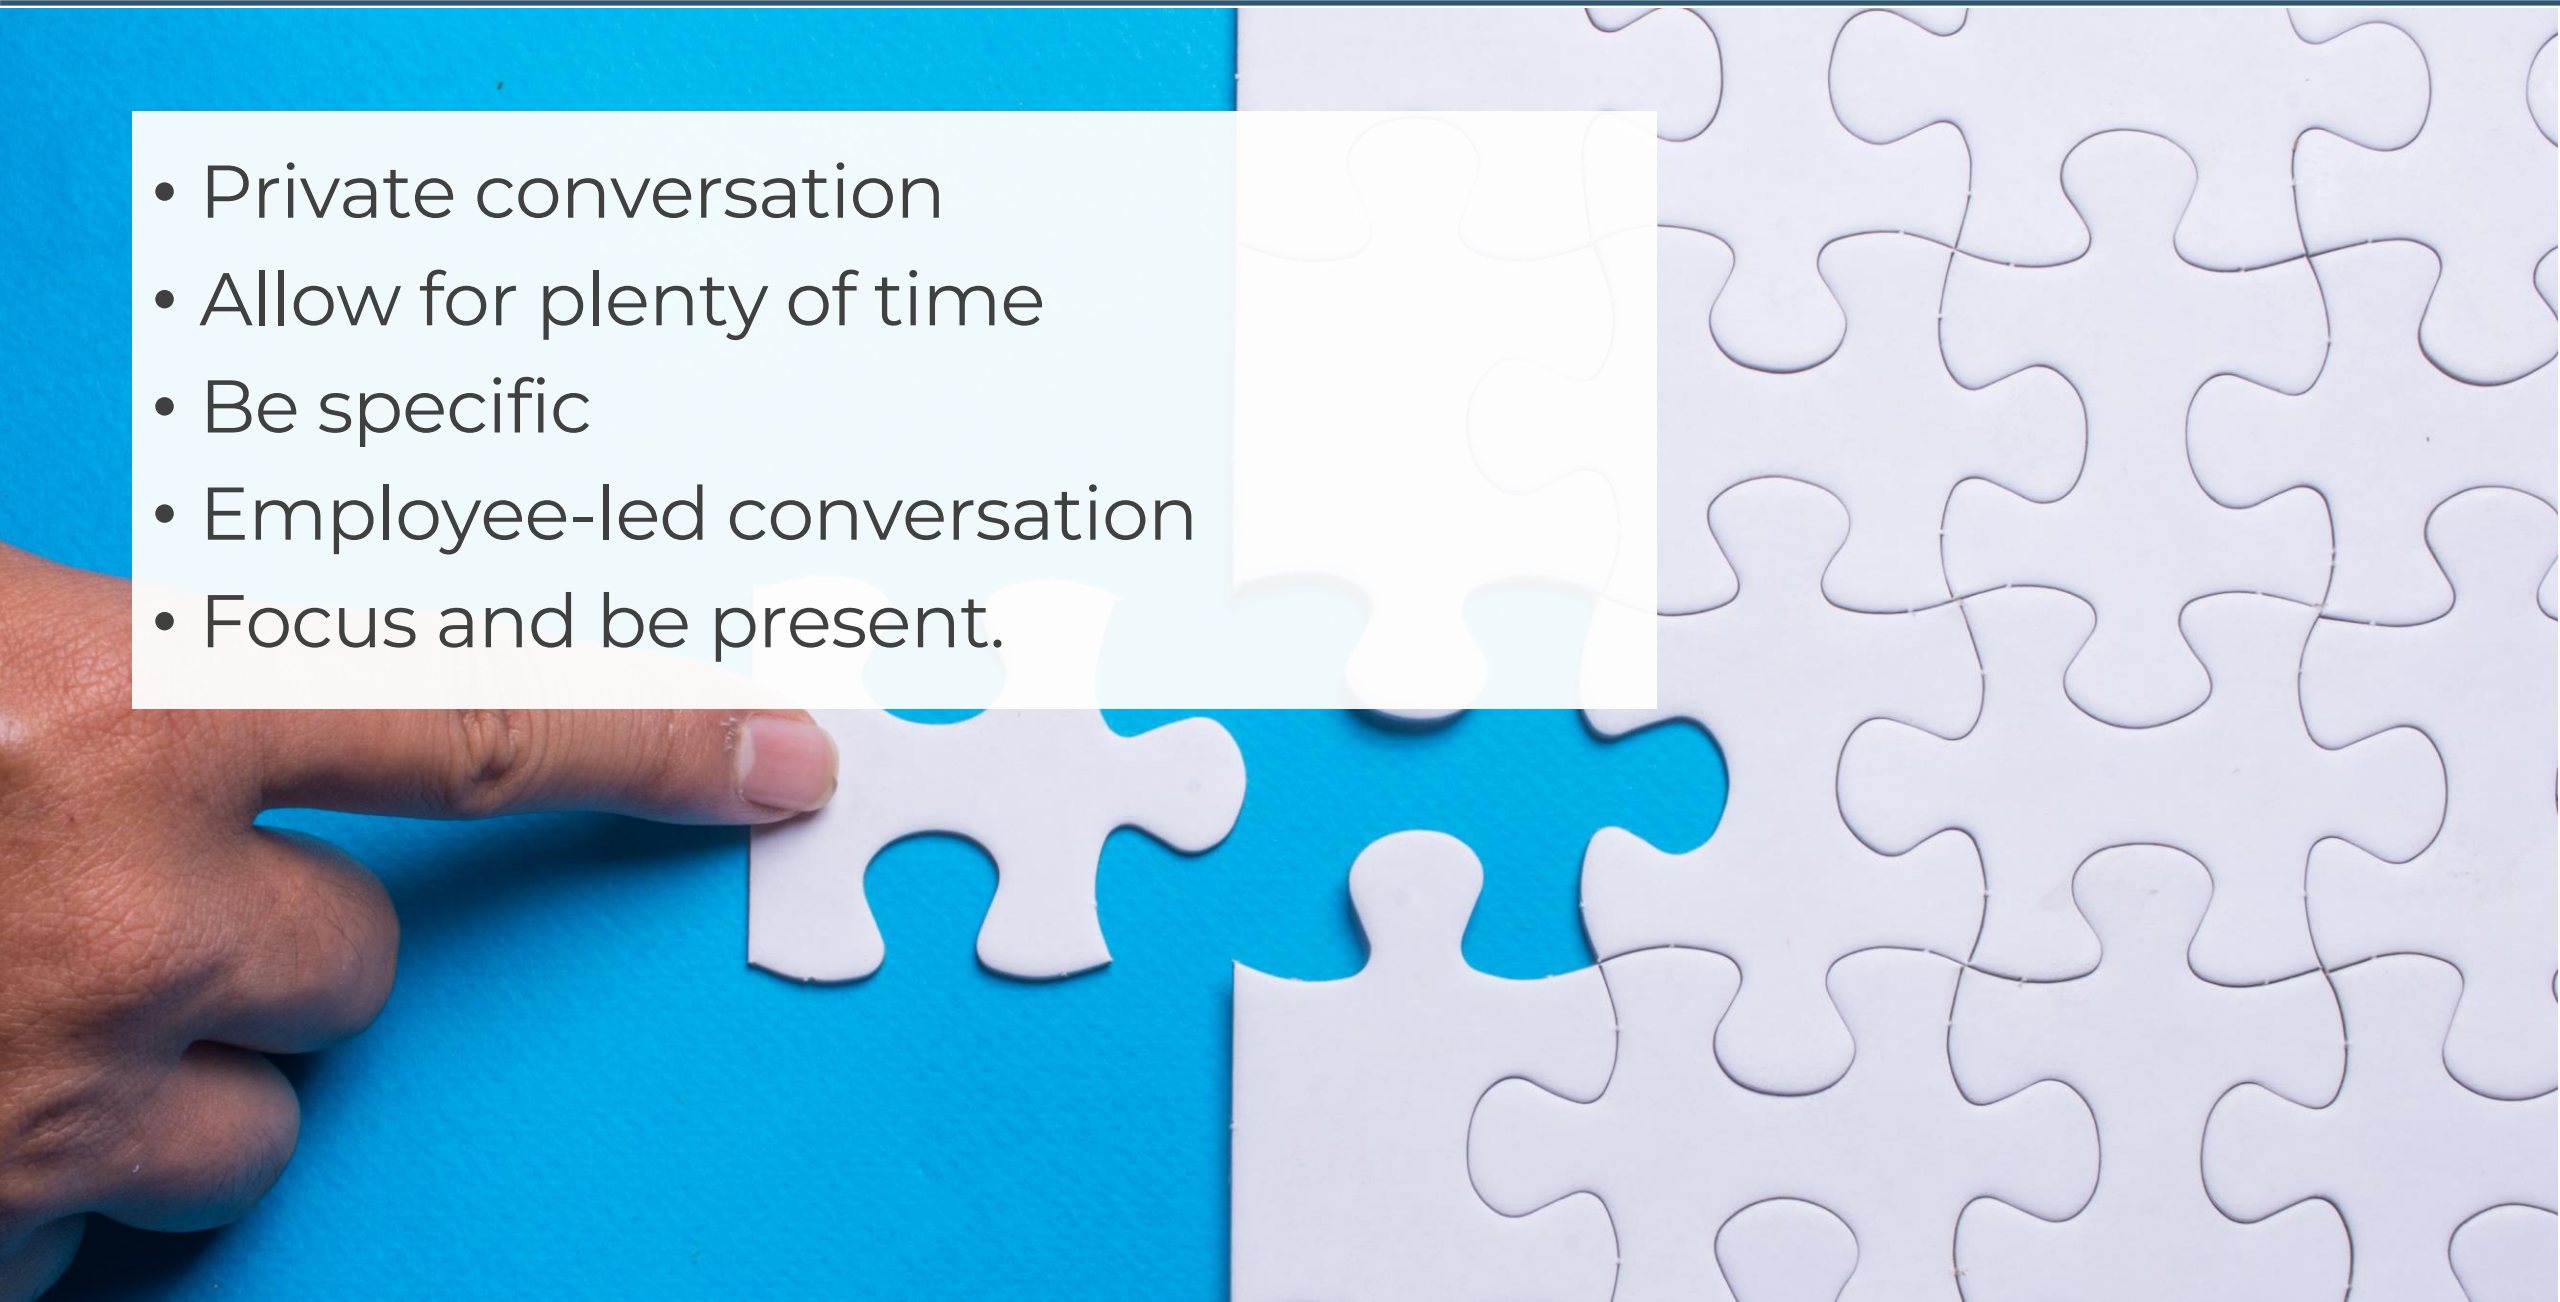 • Private conversation
• Allow for plenty of time
• Be specific
• Employee-led conversation
• Focus and be present.